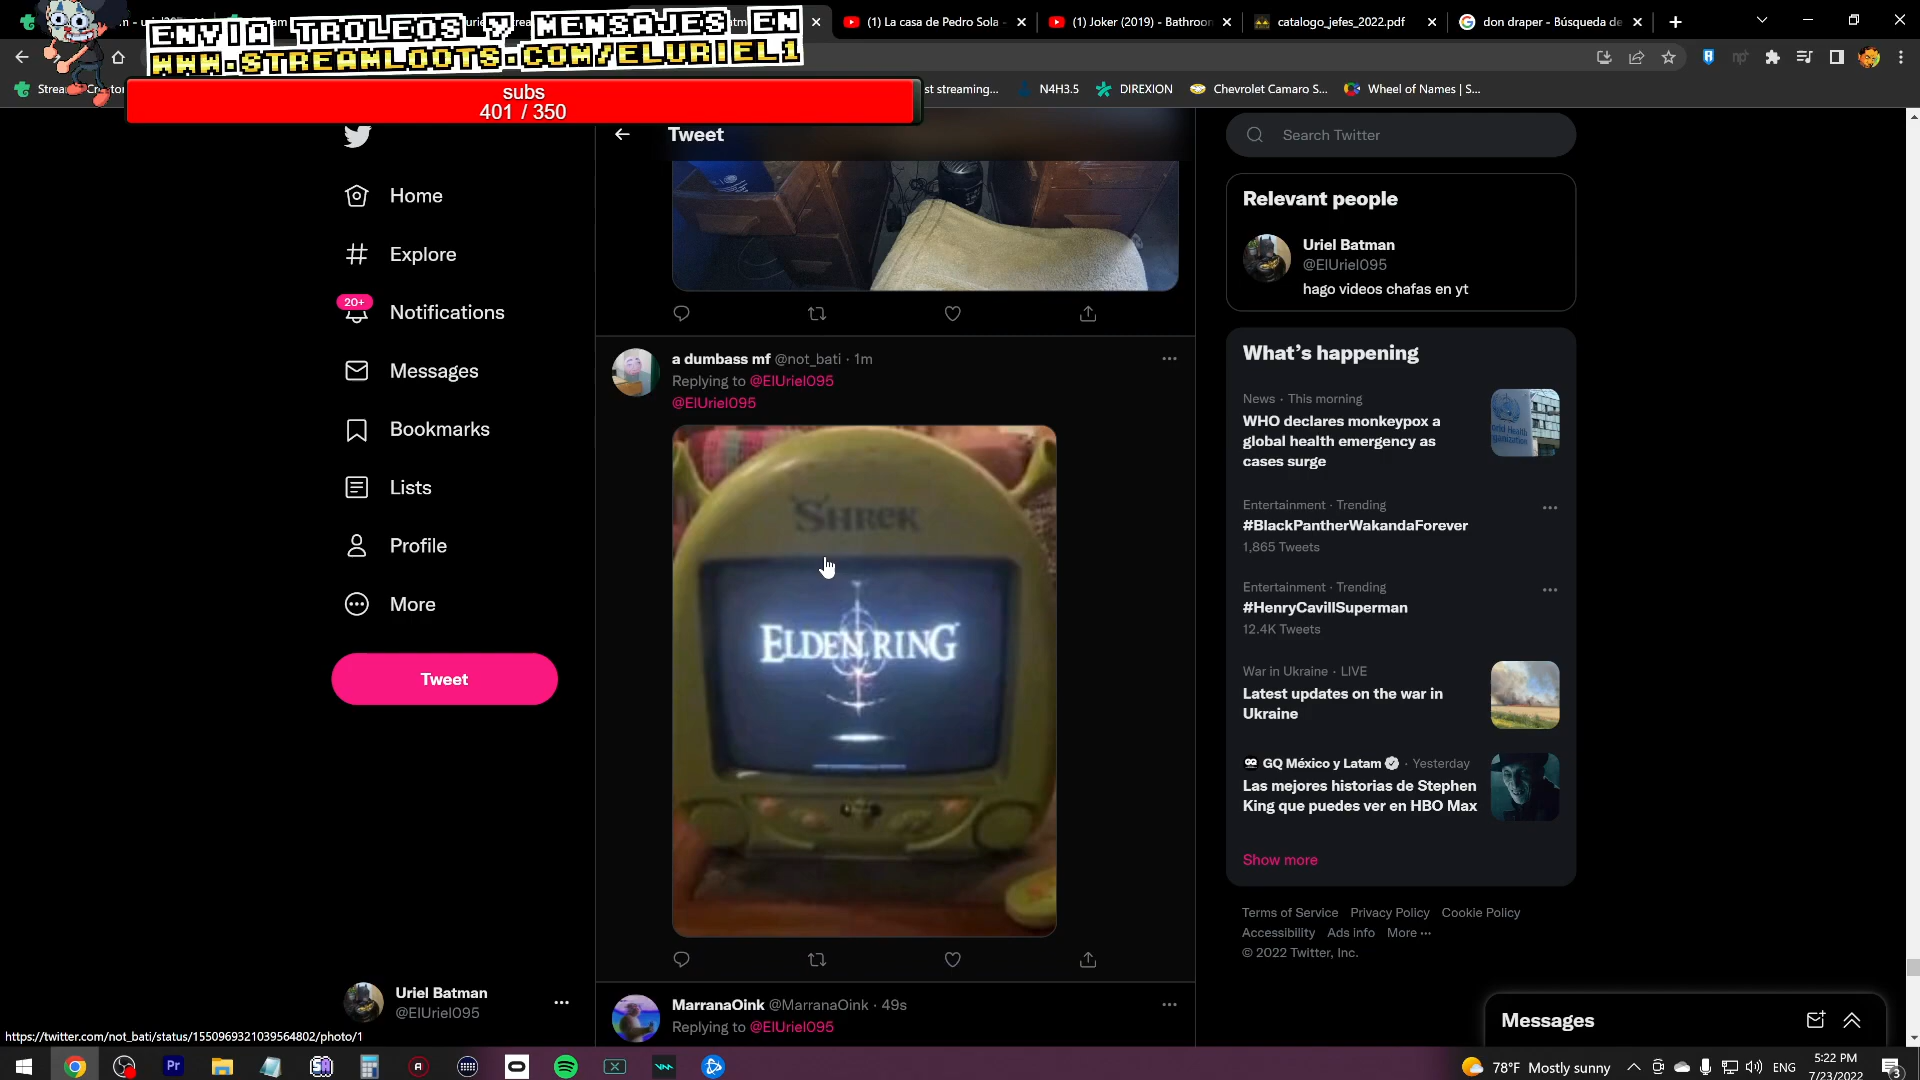 ENVIA TROLEOS Y MENSAJES EN
WWW.STREAMLOOTS.COM/ELURIEL1
(1) La casa de Pedro Sola -
(1) Joker (2019) - Bathroom
catalogo_jefes_2022.pdf
don draper - Búsqueda de
subs
401 / 350
st streaming...
N4H3.5
DIREXION
Chevrolet Camaro S...
Wheel of Names | S...
Home
Explore
20+
Notifications
Messages
Bookmarks
Lists
Profile
More
Tweet
Uriel Batman
@ElUriel095
Tweet
a dumbass mf @not_bati · 1m
Replying to @ElUriel095
@ElUriel095
SHREK
ELDEN RING
MarranaOink @MarranaOink · 49s
Replying to @ElUriel095
Search Twitter
Relevant people
Uriel Batman
@ElUriel095
hago videos chafas en yt
What's happening
News · This morning
WHO declares monkeypox a
global health emergency as
cases surge
Entertainment · Trending
#BlackPantherWakandaForever
1,865 Tweets
Entertainment · Trending
#HenryCavillSuperman
12.4K Tweets
War in Ukraine · LIVE
Latest updates on the war in
Ukraine
GQ México y Latam · Yesterday
Las mejores historias de Stephen
King que puedes ver en HBO Max
Show more
Terms of Service Privacy Policy Cookie Policy
Accessibility Ads info More ···
© 2022 Twitter, Inc.
Messages
https://twitter.com/not_bati/status/1550969321039564802/photo/1
78°F Mostly sunny
ENG
5:22 PM
7/23/2022
3